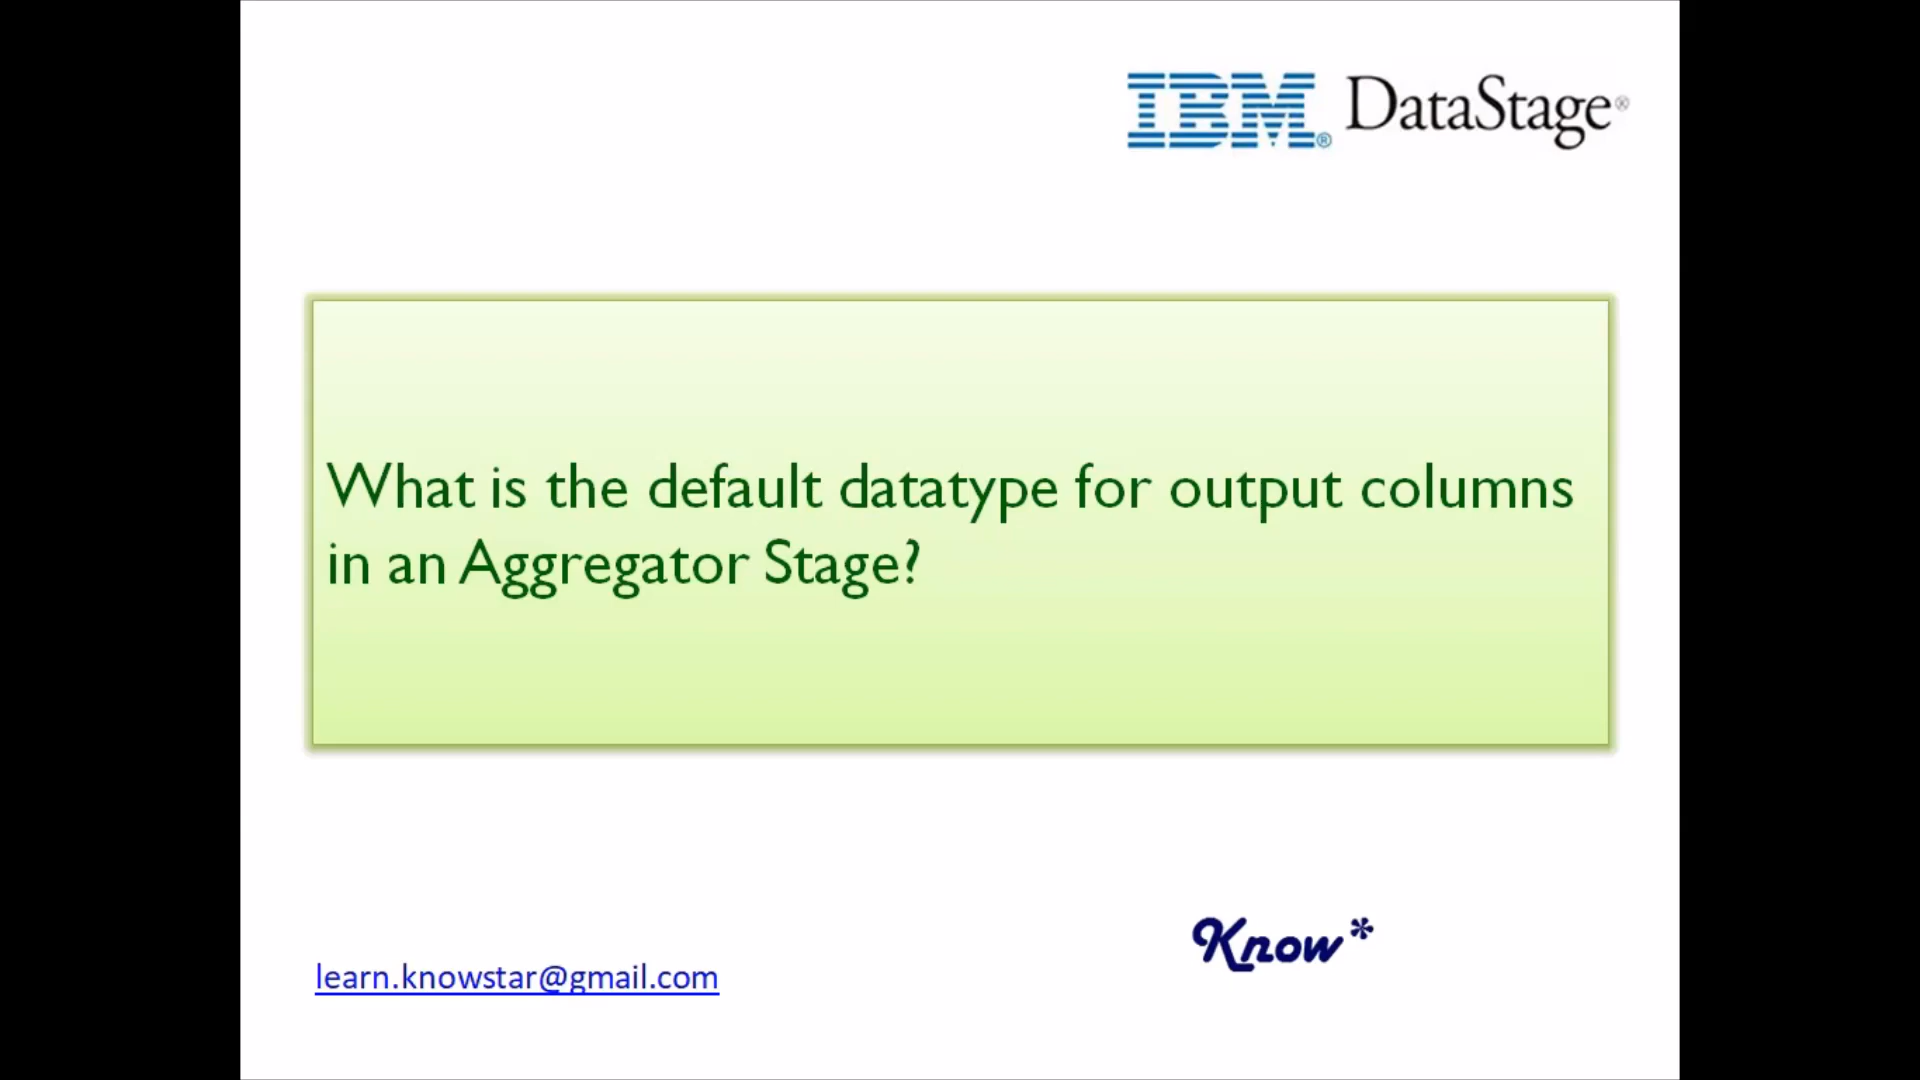 IBM® DataStage®
What is the default datatype for output columns
in an Aggregator Stage?
Know*
learn.knowstar@gmail.com